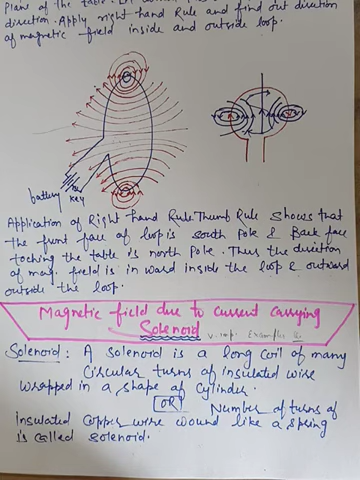 Plane of the table. In
direction. Apply right hand Rule and find out direction
of magnetic field inside and outside loop.
battery
key
Application of Right hand Rule Thumb Rule shows that
the front face of loop is south Pole & Back face
toching the table is north Pole. Thus the direction
of mag. field is in ward inside the loop & outward
outside the loop.
Magnetic field due to current carrying
Solenoid v. imp.
Solenoid: A solenoid is a long coil of many
Circular turns of insulated wire
wrapped in a shape of cylinder.
OR Number of turns of
insulated copper wire wound like a spring
is called solenoid.